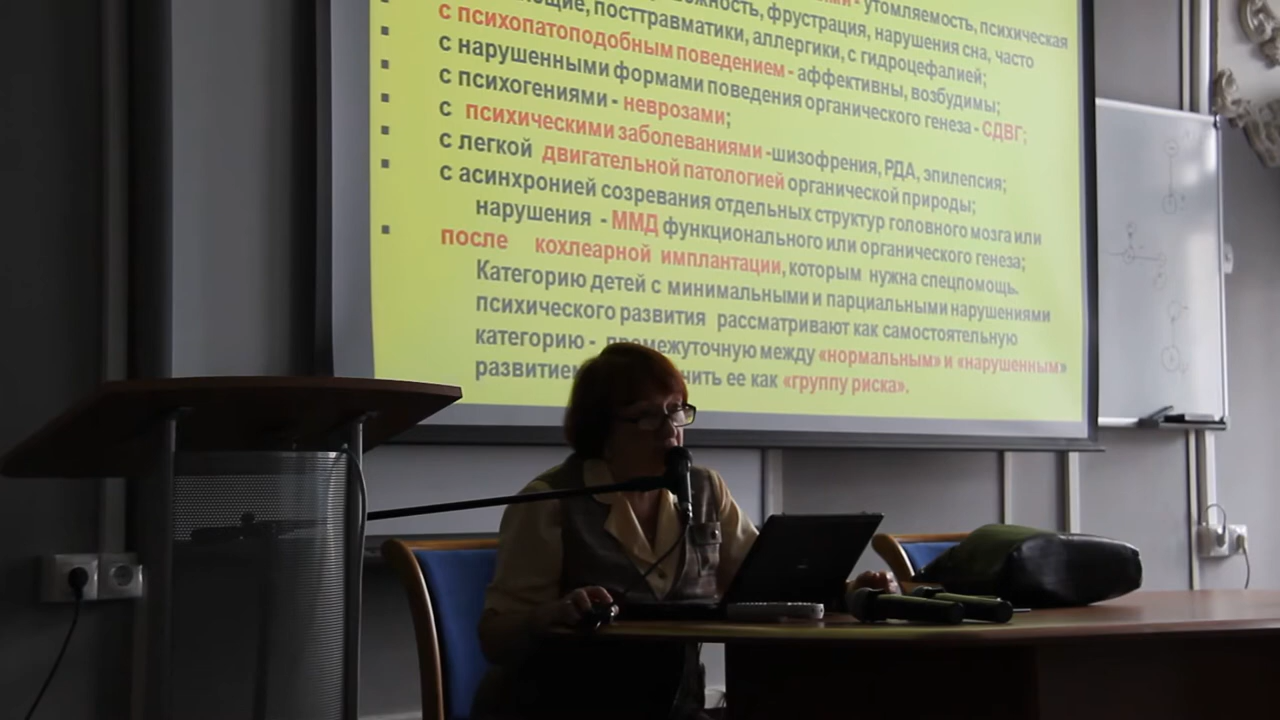 утомляемость, психическая
фрустрация, нарушения сна, часто
посттравматики, аллергики, с гидроцефалией;
с психопатоподобным поведением - аффективны, возбудимы;
с нарушенными формами поведения органического генеза - СДВГ;
с психогениями - неврозами;
с психическими заболеваниями -шизофрения, РДА, эпилепсия;
с легкой двигательной патологией органической природы;
с асинхронией созревания отдельных структур головного мозга или
нарушения - ММД функционального или органического генеза;
после кохлеарной имплантации, которым нужна спецпомощь.
Категорию детей с минимальными и парциальными нарушениями
психического развития рассматривают как самостоятельную
категорию - промежуточную между «нормальным» и «нарушенным»
развитием ее как «группу риска».